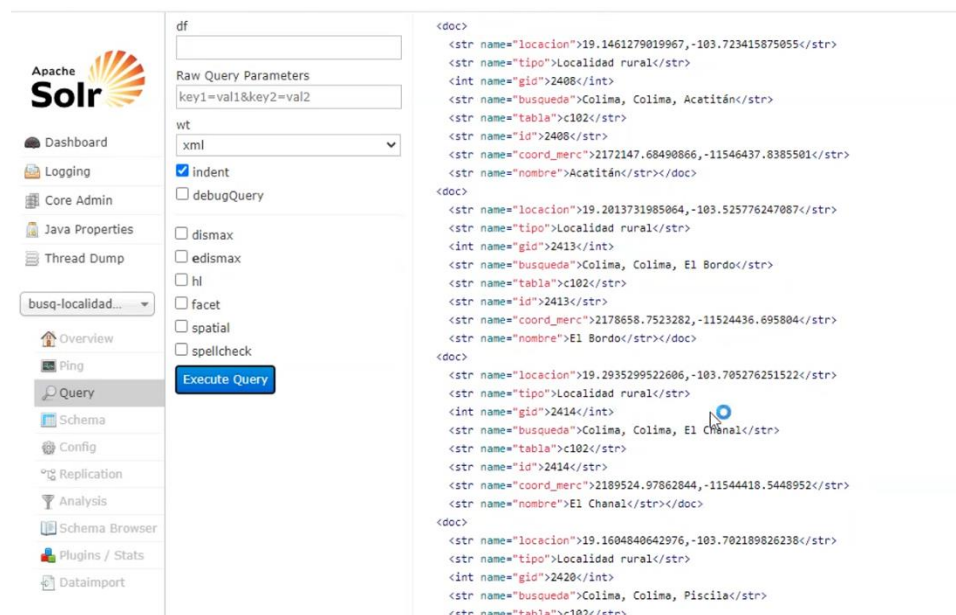 Apache
Solr
Dashboard
Logging
Core Admin
Java Properties
Thread Dump
busq-localidad...
Overview
Ping
Query
Schema
Config
Replication
Analysis
Schema Browser
Plugins / Stats
Dataimport
df
Raw Query Parameters
key1=val1&key2=val2
wt
xml
indent
debugQuery
dismax
edismax
hl
facet
spatial
spellcheck
Execute Query
<doc>
<str name="locacion">19.1461279019967,-103.723415875055</str>
<str name="tipo">Localidad rural</str>
<int name="gid">2408</int>
<str name="busqueda">Colima, Colima, Acatitán</str>
<str name="tabla">c102</str>
<str name="id">2408</str>
<str name="coord_merc">2172147.68490866,-11546437.8385501</str>
<str name="nombre">Acatitán</str></doc>
<doc>
<str name="locacion">19.2013731985064,-103.525776247087</str>
<str name="tipo">Localidad rural</str>
<int name="gid">2413</int>
<str name="busqueda">Colima, Colima, El Bordo</str>
<str name="tabla">c102</str>
<str name="id">2413</str>
<str name="coord_merc">2178658.7523282,-11524436.695804</str>
<str name="nombre">El Bordo</str></doc>
<doc>
<str name="locacion">19.2935299522606,-103.705276251522</str>
<str name="tipo">Localidad rural</str>
<int name="gid">2414</int>
<str name="busqueda">Colima, Colima, El Chanal</str>
<str name="tabla">c102</str>
<str name="id">2414</str>
<str name="coord_merc">2189524.97862844,-11544418.5448952</str>
<str name="nombre">El Chanal</str></doc>
<doc>
<str name="locacion">19.1604840642976,-103.702189826238</str>
<str name="tipo">Localidad rural</str>
<int name="gid">2420</int>
<str name="busqueda">Colima, Colima, Piscila</str>
<str name="tabla">c102</str>